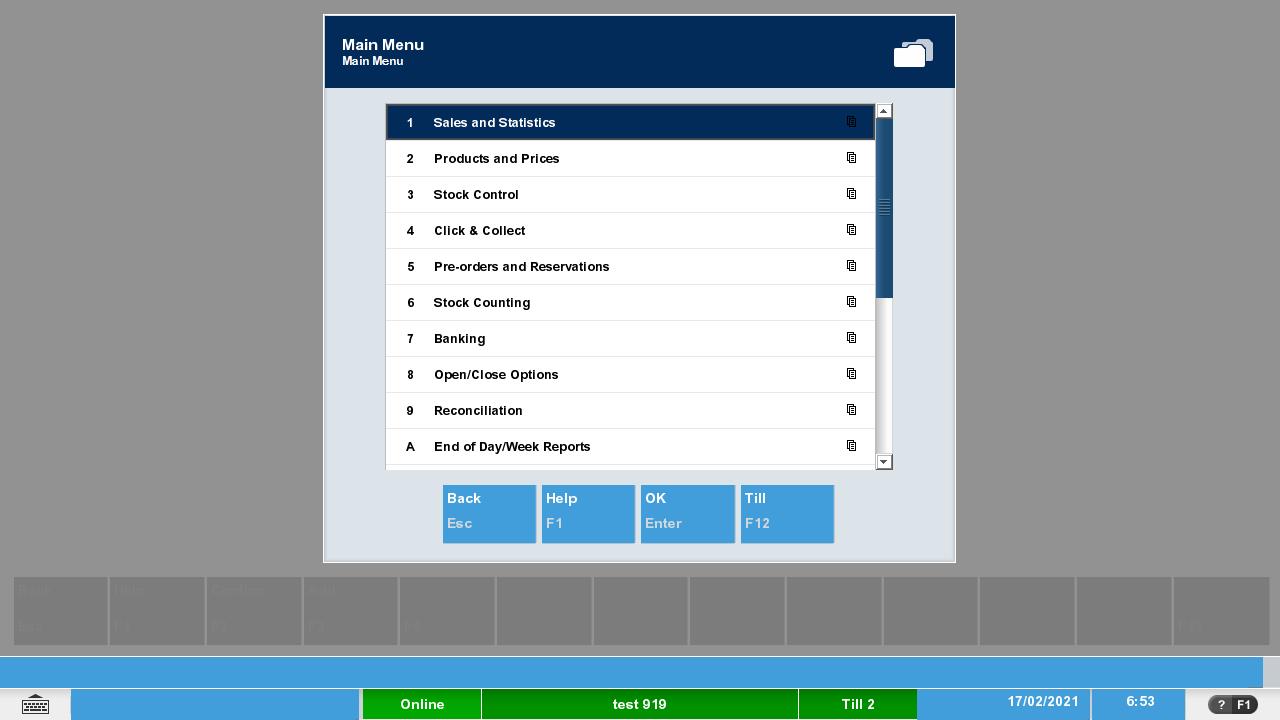 Main Menu
Main Menu
1 Sales and Statistics
2 Products and Prices
3 Stock Control
4 Click & Collect
5 Pre-orders and Reservations
6 Stock Counting
7 Banking
8 Open/Close Options
9 Reconciliation
A End of Day/Week Reports
Back Help OK Till
Esc F1 Enter F12
Online test 919 Till 2 17/02/2021 6:53 ? F1